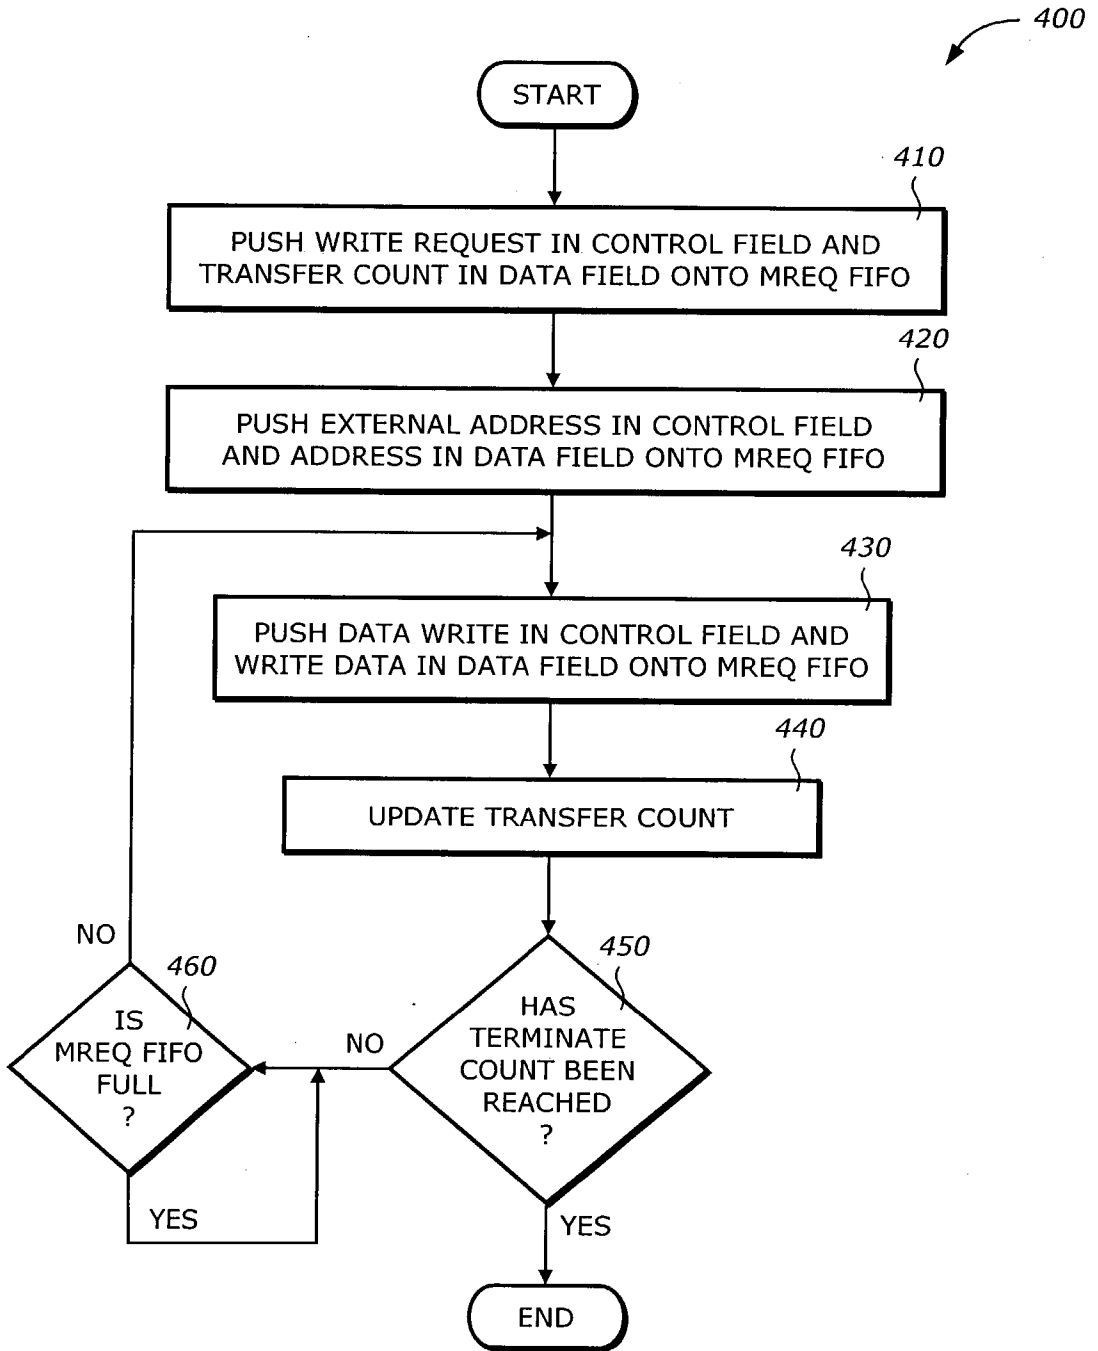 400
START
410
PUSH WRITE REQUEST IN CONTROL FIELD AND
TRANSFER COUNT IN DATA FIELD ONTO MREQ FIFO
420
PUSH EXTERNAL ADDRESS IN CONTROL FIELD
AND ADDRESS IN DATA FIELD ONTO MREQ FIFO
430
PUSH DATA WRITE IN CONTROL FIELD AND
WRITE DATA IN DATA FIELD ONTO MREQ FIFO
440
UPDATE TRANSFER COUNT
450
HAS
TERMINATE
COUNT BEEN
REACHED
?
NO
460
IS
MREQ FIFO
FULL
?
NO
YES
YES
END